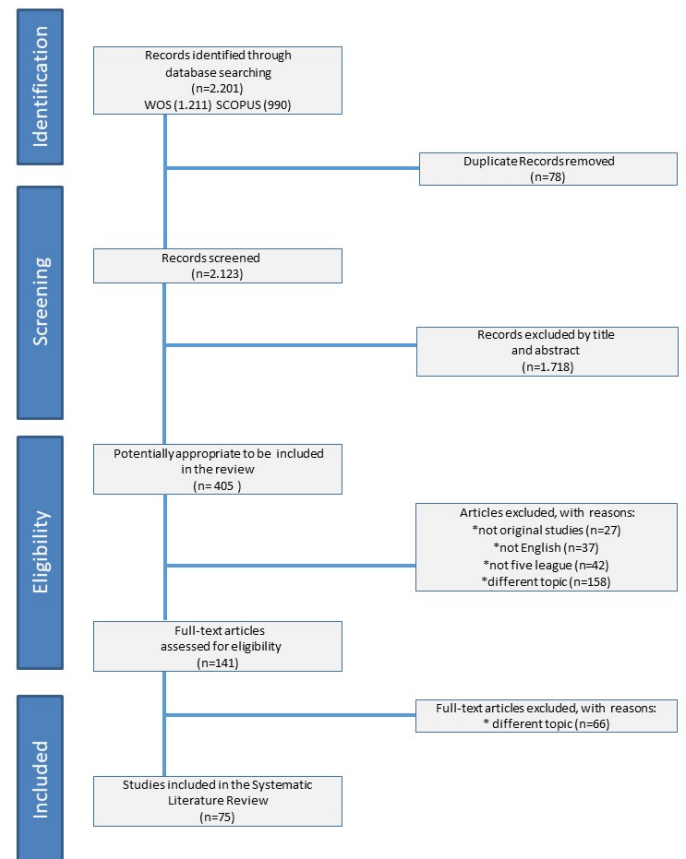 Identification
Records identified through
database searching
(n=2.201)
WOS (1.211) SCOPUS (990)
Duplicate Records removed
(n=78)
Screening
Records screened
(n=2.123)
Records excluded by title
and abstract
(n=1.718)
Eligibility
Potentially appropriate to be included
in the review
(n= 405 )
Articles excluded, with reasons:
*not original studies (n=27)
*not English (n=37)
*not five league (n=42)
*different topic (n=158)
Full-text articles
assessed for eligibility
(n=141)
Included
Full-text articles excluded, with reasons:
* different topic (n=66)
Studies included in the Systematic
Literature Review
(n=75)